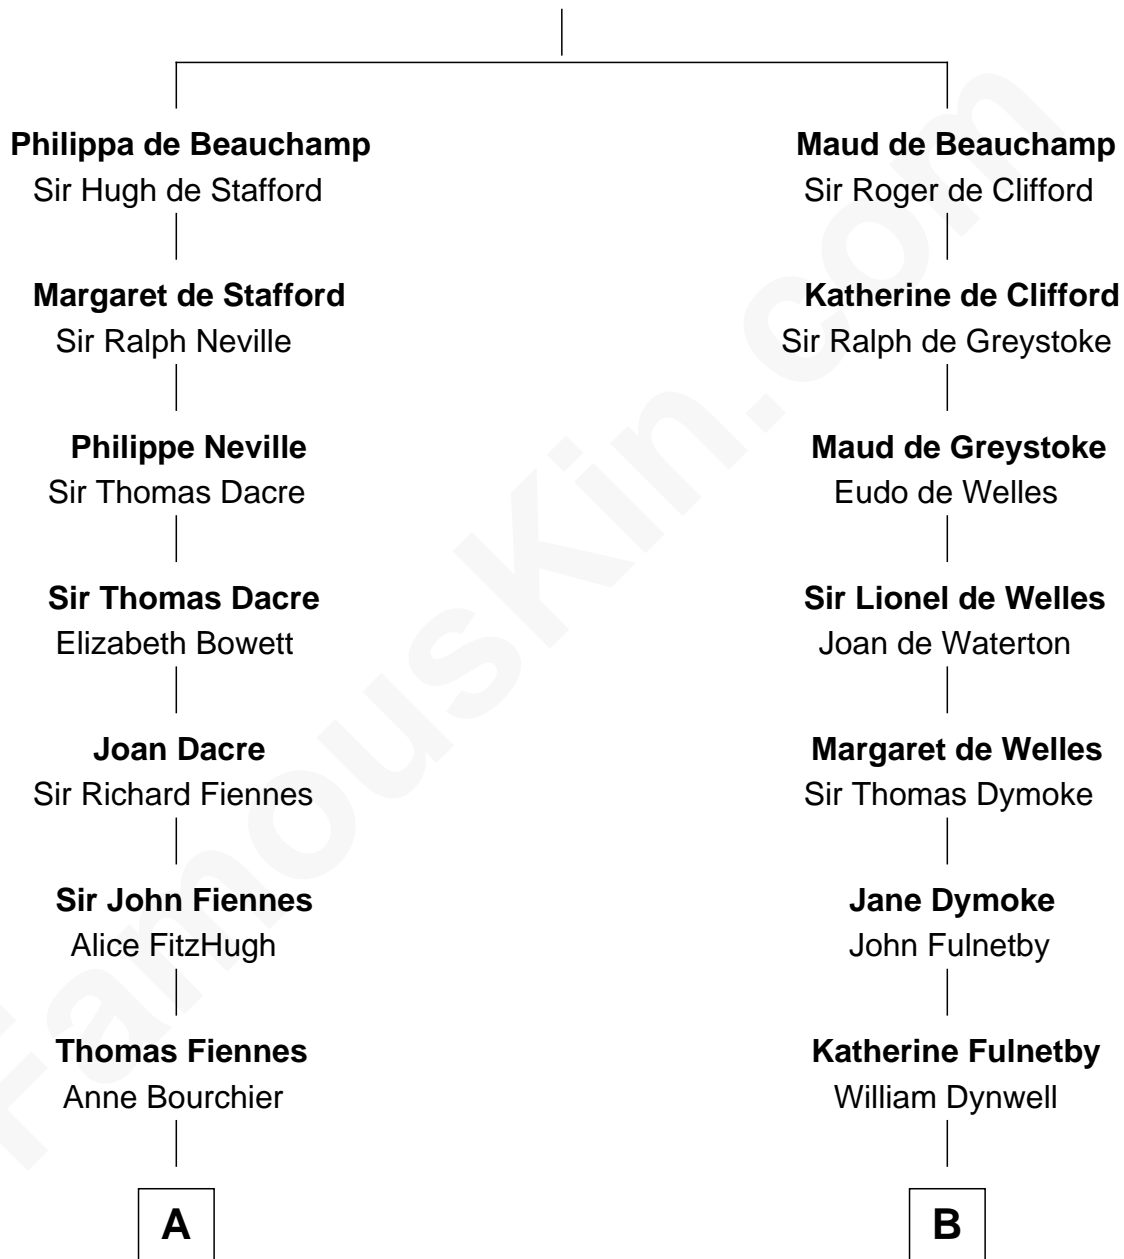 Philippa de Beauchamp
Sir Hugh de Stafford
Margaret de Stafford
Sir Ralph Neville
Philippe Neville
Sir Thomas Dacre
Sir Thomas Dacre
Elizabeth Bowett
Joan Dacre
Sir Richard Fiennes
Sir John Fiennes
Alice FitzHugh
Thomas Fiennes
Anne Bourchier
A
Maud de Beauchamp
Sir Roger de Clifford
Katherine de Clifford
Sir Ralph de Greystoke
Maud de Greystoke
Eudo de Welles
Sir Lionel de Welles
Joan de Waterton
Margaret de Welles
Sir Thomas Dymoke
Jane Dymoke
John Fulnetby
Katherine Fulnetby
William Dynwell
B
FamousKin.com